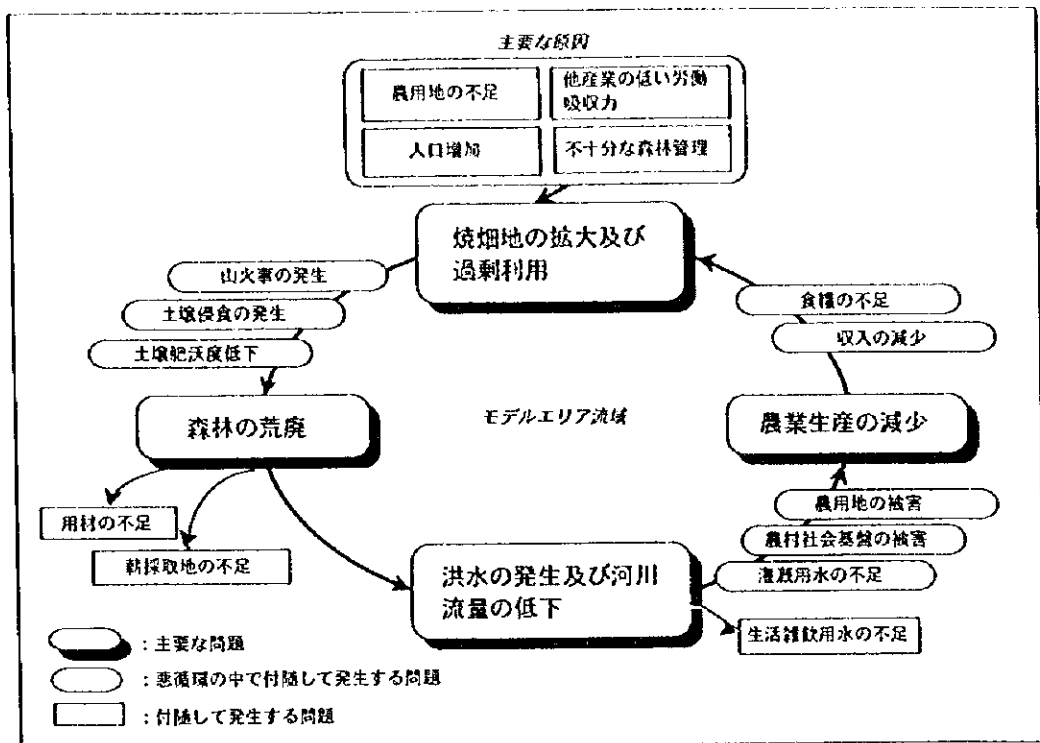 主要な原因
農用地の不足
他産業の低い労働
吸収力
人口増加
不十分な森林管理
焼畑地の拡大及び
過剰利用
山火事の発生
土壌侵食の発生
土壌肥沃度低下
食糧の不足
収入の減少
森林の荒廃
モデルエリア流域
農業生産の減少
用材の不足
薪採取地の不足
農用地の被害
農村社会基盤の被害
潅漑用水の不足
洪水の発生及び河川
流量の低下
生活雑飲用水の不足
:主要な問題
:悪循環の中で付随して発生する問題
:付随して発生する問題